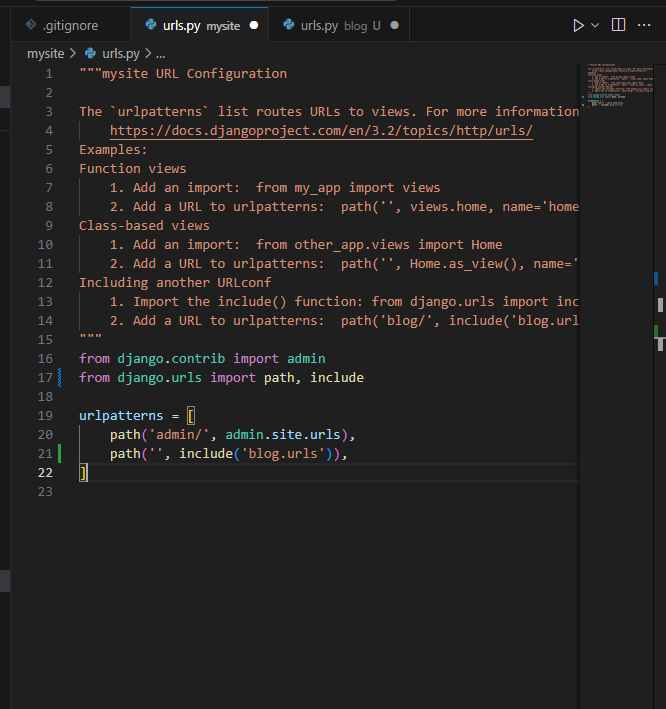 .gitignore
urls.py mysite
urls.py blog U
mysite > urls.py > ...
1 """mysite URL Configuration
2
3 The `urlpatterns` list routes URLs to views. For more information
4 https://docs.djangoproject.com/en/3.2/topics/http/urls/
5 Examples:
6 Function views
7 1. Add an import:  from my_app import views
8 2. Add a URL to urlpatterns:  path('', views.home, name='home
9 Class-based views
10 1. Add an import:  from other_app.views import Home
11 2. Add a URL to urlpatterns:  path('', Home.as_view(), name='
12 Including another URLconf
13 1. Import the include() function: from django.urls import inc
14 2. Add a URL to urlpatterns:  path('blog/', include('blog.url
15 """
16 from django.contrib import admin
17 from django.urls import path, include
18
19 urlpatterns = [
20 path('admin/', admin.site.urls),
21 path('', include('blog.urls')),
22 ]
23